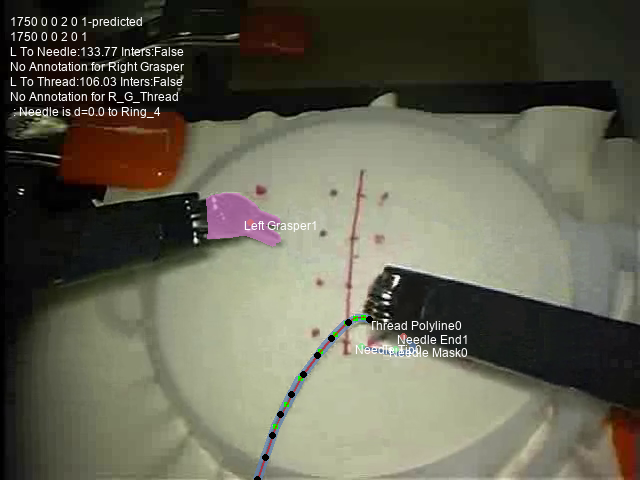 1750 0 0 2 0 1-predicted
1750 0 0 2 0 1
L To Needle:133.77 Inters:False
No Annotation for Right Grasper
L To Thread:106.03 Inters:False
No Annotation for R_G_Thread
: Needle is d=0.0 to Ring_4
Left Grasper1
Thread Polyline0
Needle End1
Needle Tip0
Needle Mask0